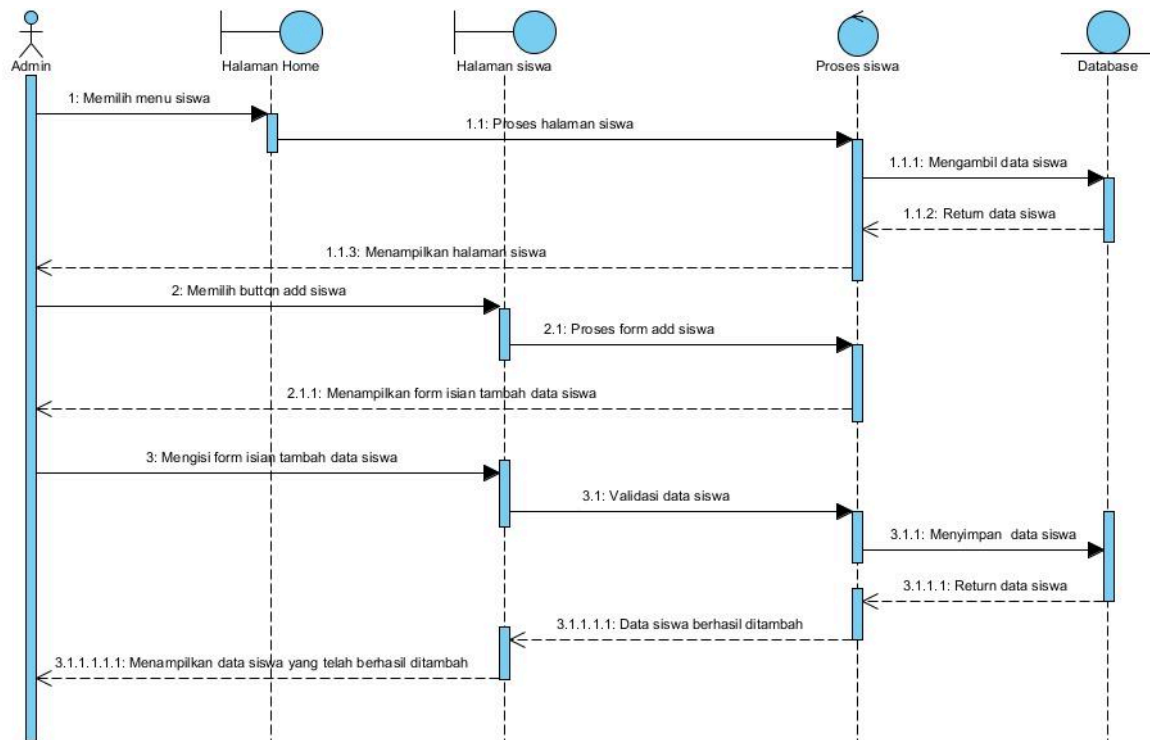 Admin
Halaman Home
Halaman siswa
Proses siswa
Database
1: Memilih menu siswa
1.1: Proses halaman siswa
1.1.1: Mengambil data siswa
1.1.2: Return data siswa
1.1.3: Menampilkan halaman siswa
2: Memilih button add siswa
2.1: Proses form add siswa
2.1.1: Menampilkan form isian tambah data siswa
3: Mengisi form isian tambah data siswa
3.1: Validasi data siswa
3.1.1: Menyimpan data siswa
3.1.1.1: Return data siswa
3.1.1.1.1: Data siswa berhasil ditambah
3.1.1.1.1.1: Menampilkan data siswa yang telah berhasil ditambah